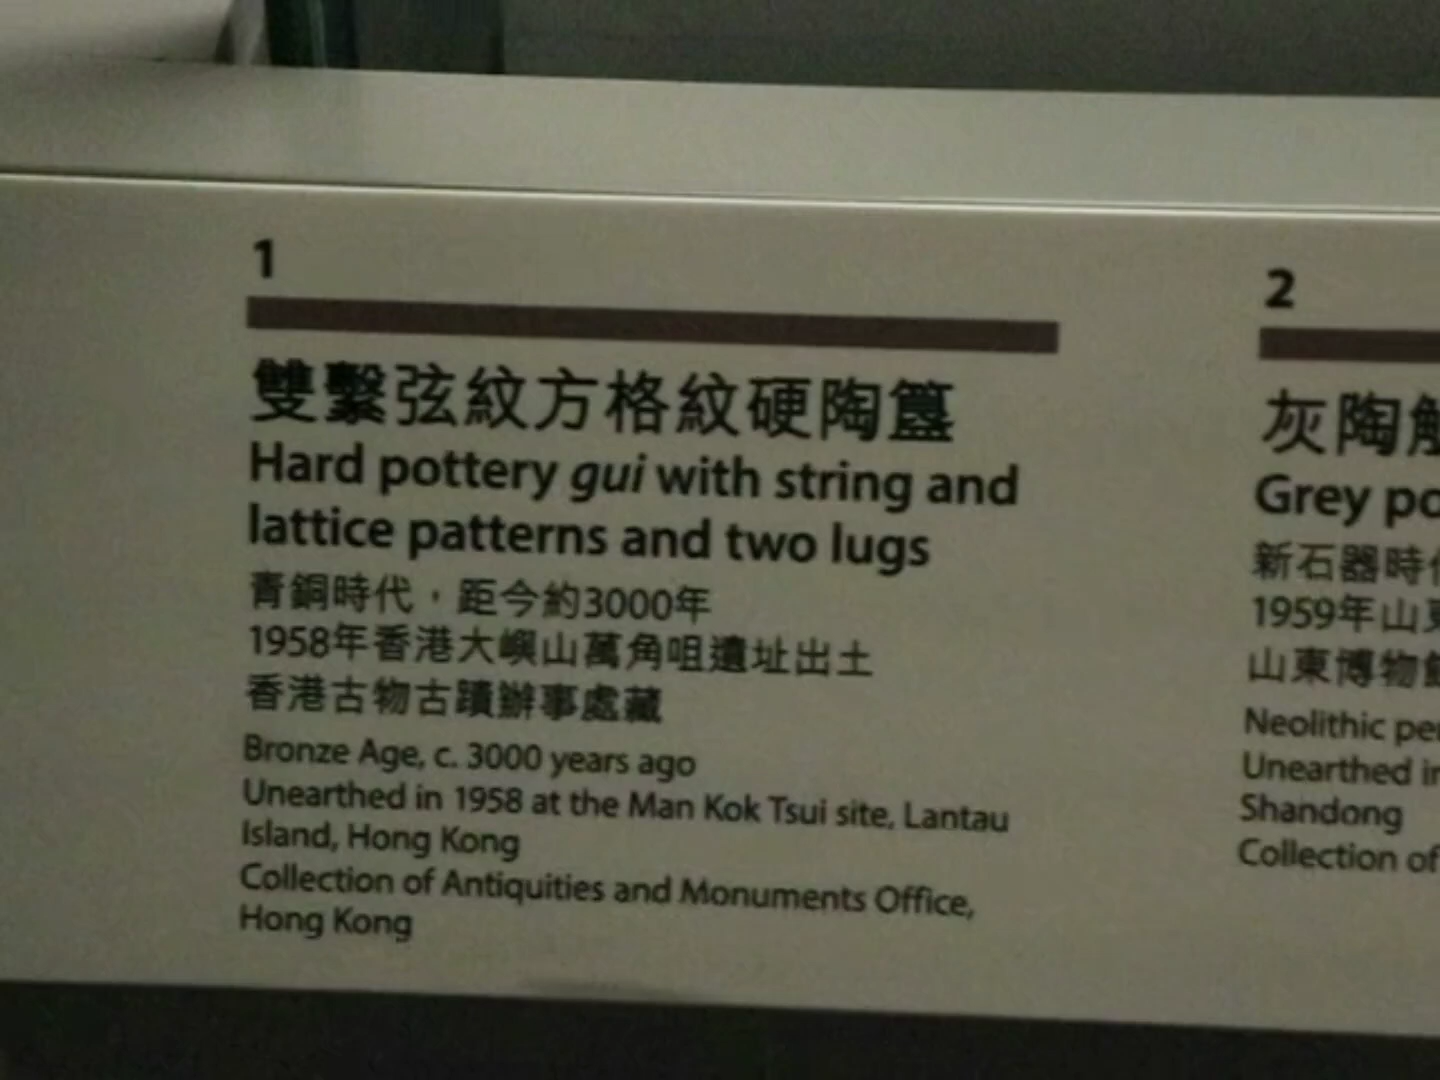 1
雙繫弦紋方格紋硬陶簋
Hard pottery gui with string and
lattice patterns and two lugs
青銅時代，距今約3000年
1958年香港大嶼山萬角咀遺址出土
香港古物古蹟辦事處藏
Bronze Age, c. 3000 years ago
Unearthed in 1958 at the Man Kok Tsui site, Lantau
Island, Hong Kong
Collection of Antiquities and Monuments Office,
Hong Kong
2
灰陶
Grey
新石器時
1959年山
山東博物
Neolithic
Unearthed
Shandong
Collection of